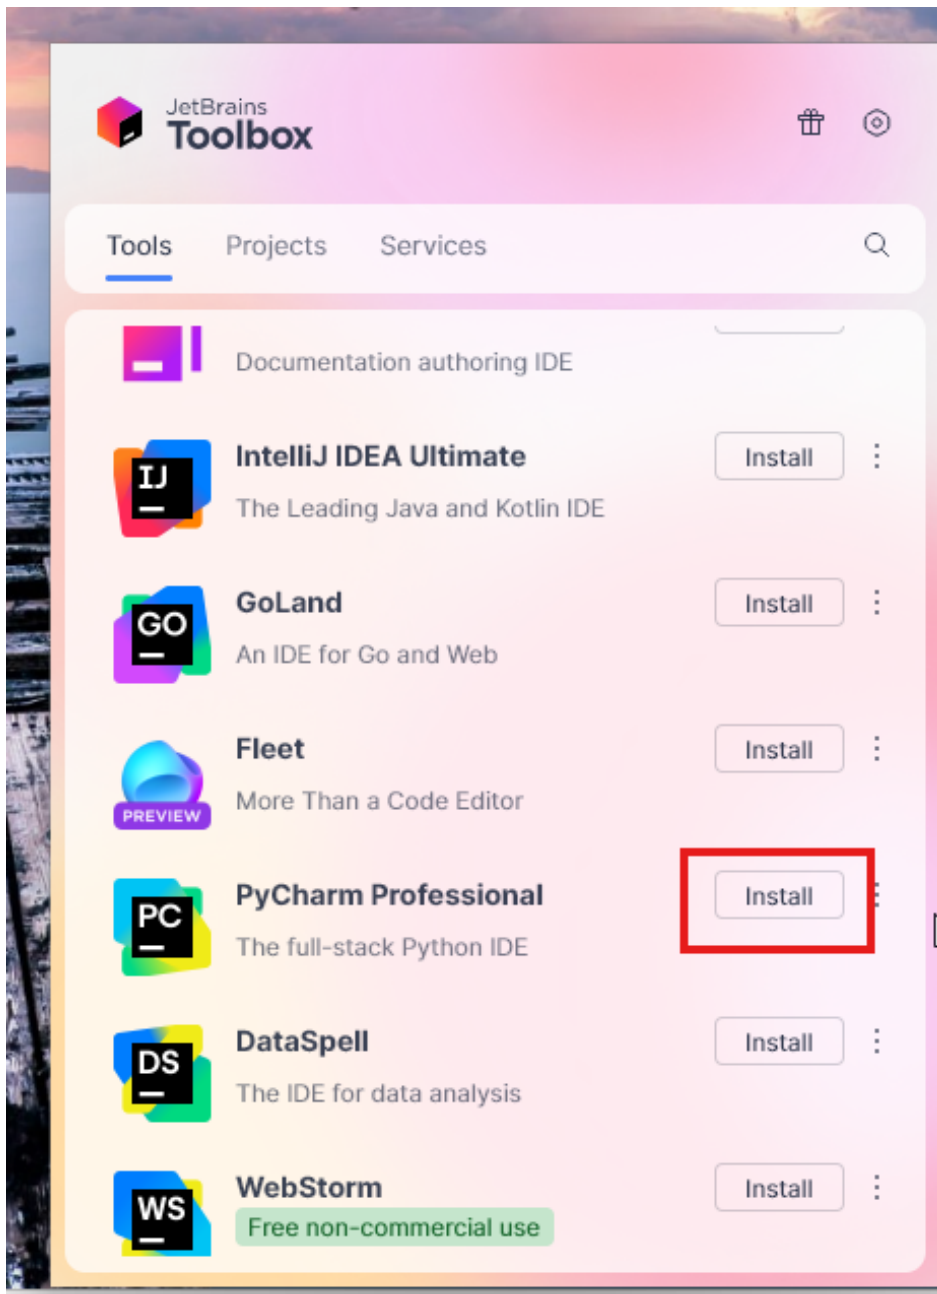 JetBrains
Toolbox
Tools Projects Services
Documentation authoring IDE
IJ
IntelliJ IDEA Ultimate
Install
The Leading Java and Kotlin IDE
GO
GoLand
Install
An IDE for Go and Web
Fleet
Install
PREVIEW
More Than a Code Editor
PC
PyCharm Professional
Install
The full-stack Python IDE
DS
DataSpell
Install
The IDE for data analysis
WS
WebStorm
Install
Free non-commercial use